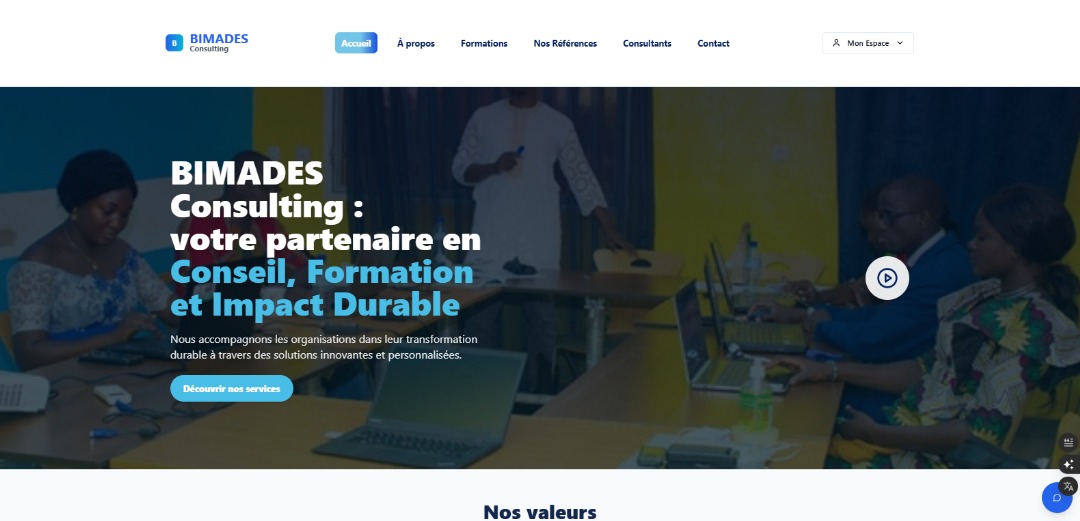 B
BIMADES
Consulting
Accueil
À propos
Formations
Nos Références
Consultants
Contact
Mon Espace
BIMADES
Consulting :
votre partenaire en
Conseil, Formation
et Impact Durable
Nous accompagnons les organisations dans leur transformation
durable à travers des solutions innovantes et personnalisées.
Découvrir nos services
Nos valeurs